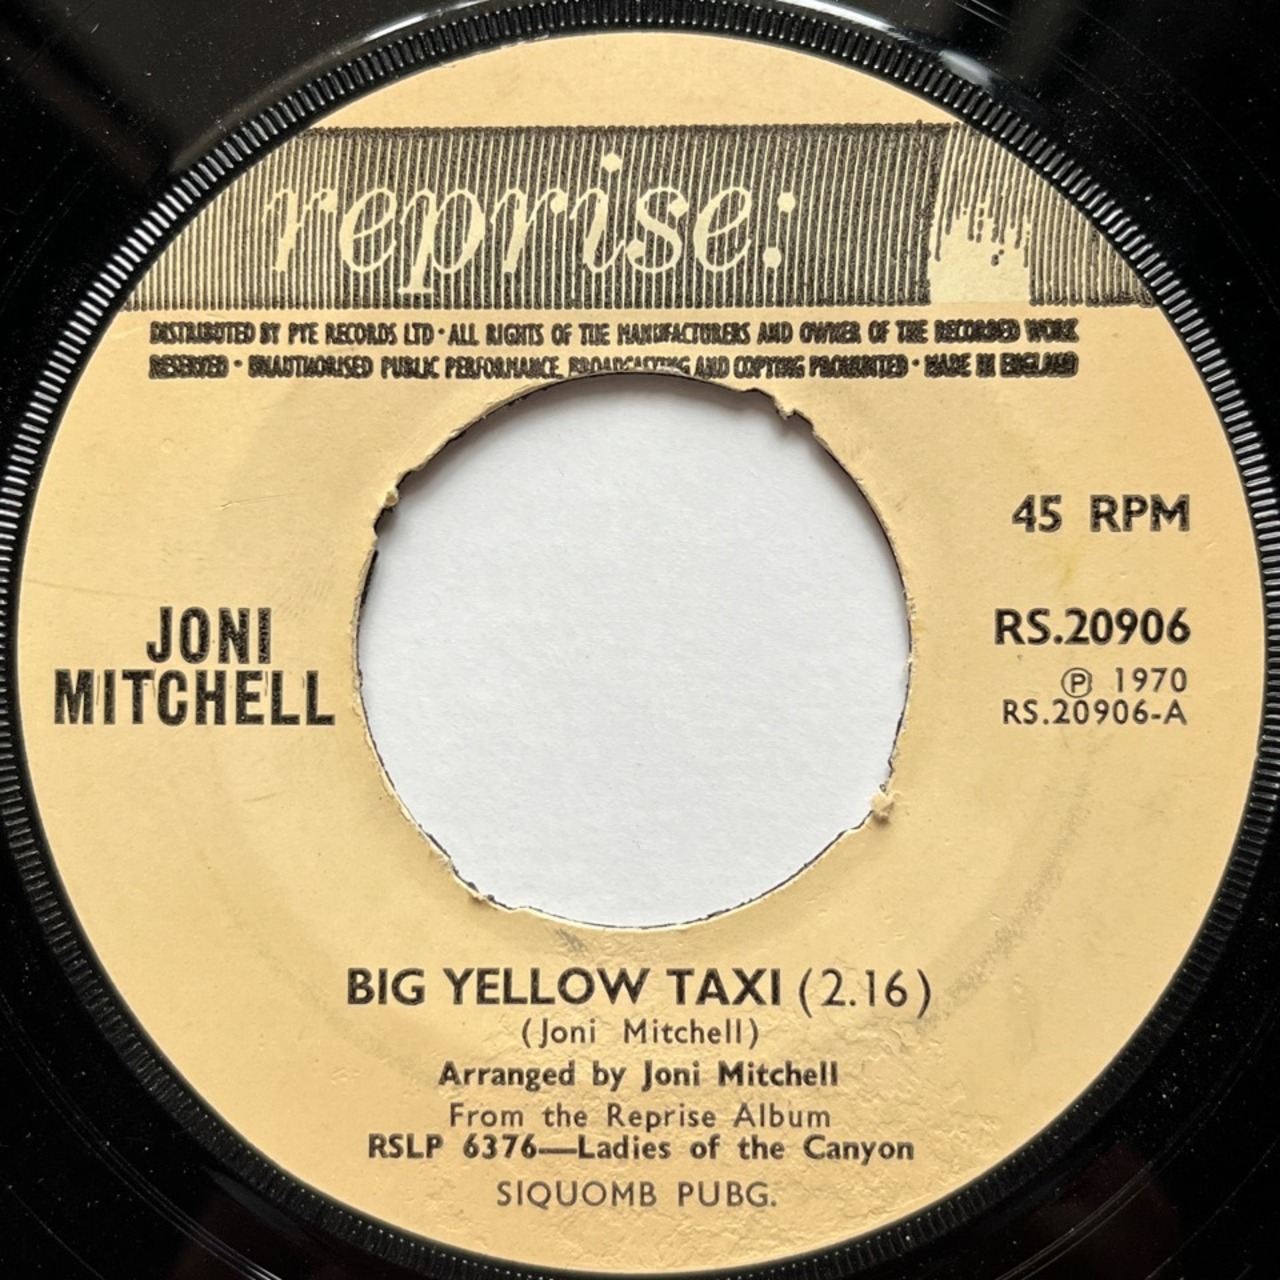 reprise:
DISTRIBUTED BY PYE RECORDS LTD · ALL RIGHTS OF THE MANUFACTURERS AND OWNER OF THE RECORDED WORK
RESERVED · UNAUTHORISED PUBLIC PERFORMANCE, BROADCASTING AND COPYING PROHIBITED · MADE IN ENGLAND
45 RPM
JONI
MITCHELL
RS.20906
Ⓟ 1970
RS.20906-A
BIG YELLOW TAXI (2.16)
(Joni Mitchell)
Arranged by Joni Mitchell
From the Reprise Album
RSLP 6376—Ladies of the Canyon
SIQUOMB PUBG.